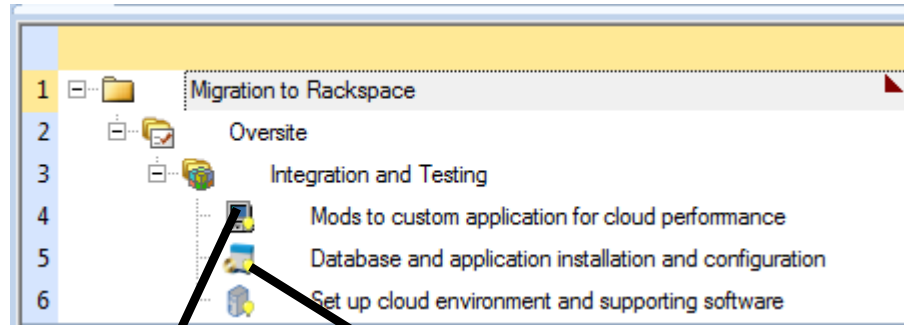 1 Migration to Rackspace
2 Oversite
3 Integration and Testing
4 Mods to custom application for cloud performance
5 Database and application installation and configuration
6 Set up cloud environment and supporting software